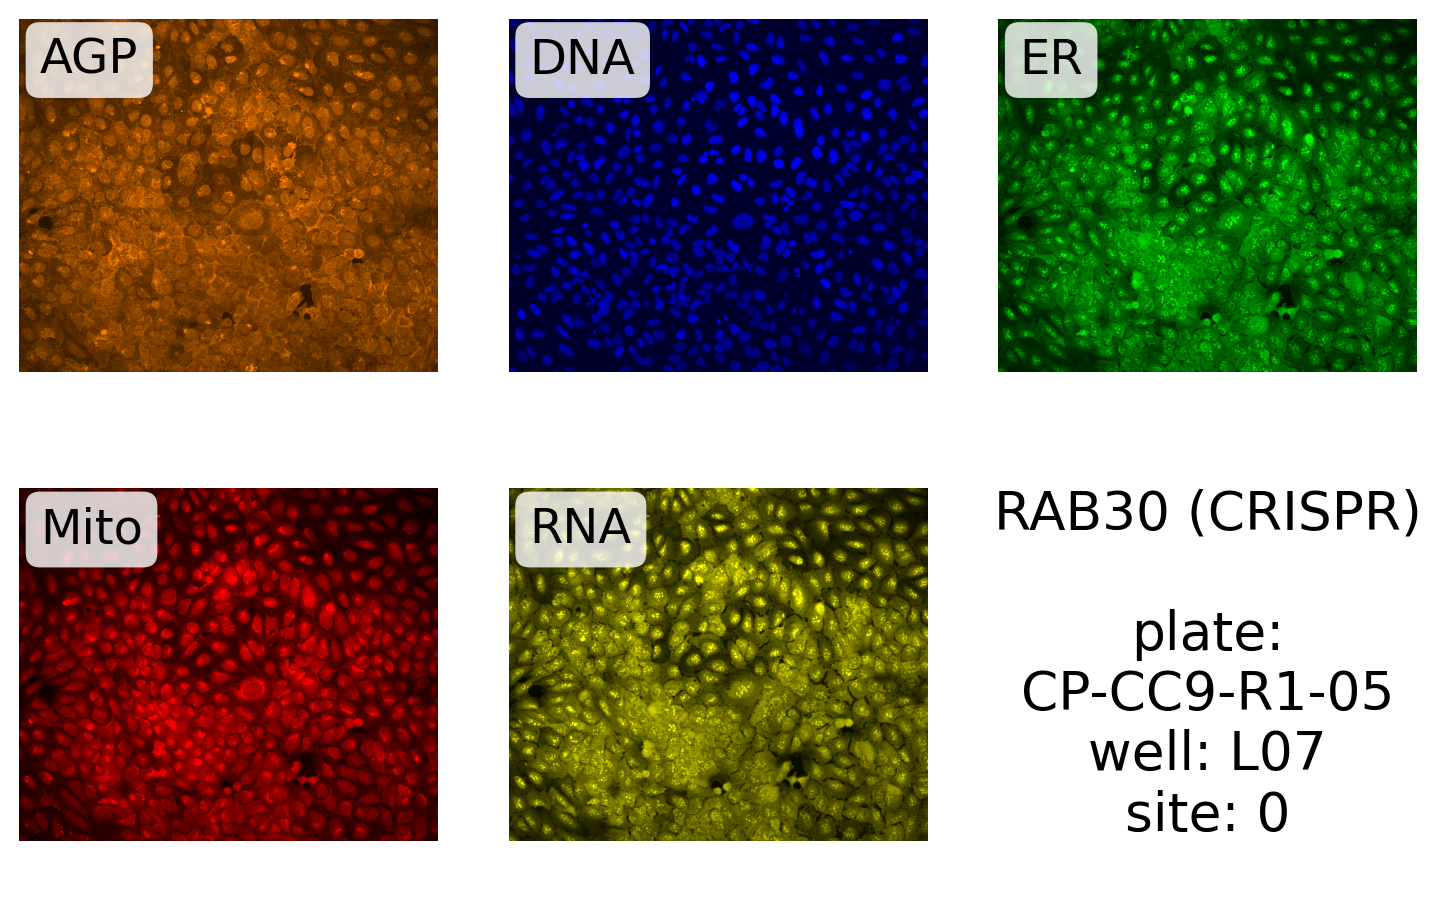 AGP
DNA
ER
Mito
RNA
RAB30 (CRISPR)
plate:
CP-CC9-R1-05
well: L07
site: 0